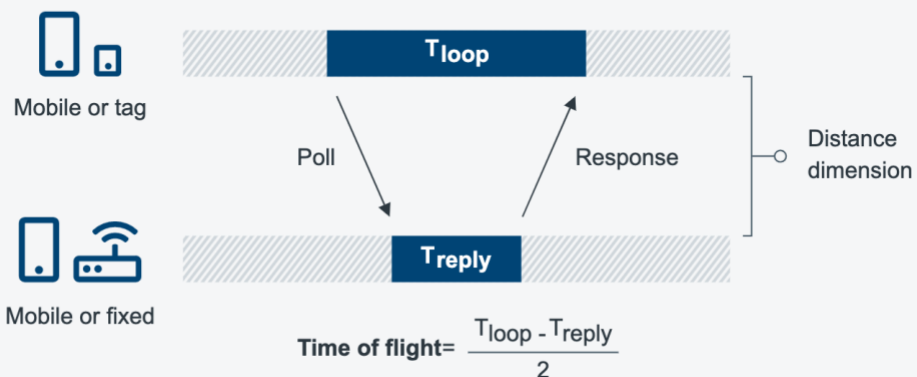 Tloop
Mobile or tag
Poll
Response
Distance
dimension
Treply
Mobile or fixed
Time of flight= Tloop - Treply
2